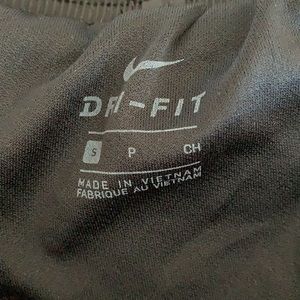 DRI-FIT
S P CH
MADE IN VIETNAM
FABRIQUE AU VIETNAM